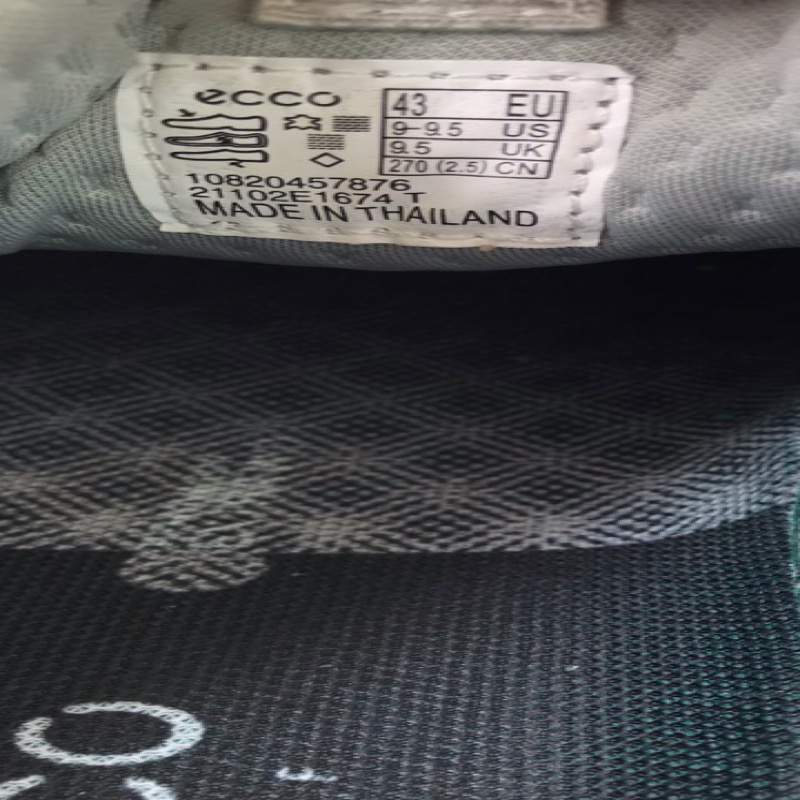 ecco
43 EU
9-9.5 US
9.5 UK
270 (2.5) CN
10820457876
21102E1674 T
MADE IN THAILAND